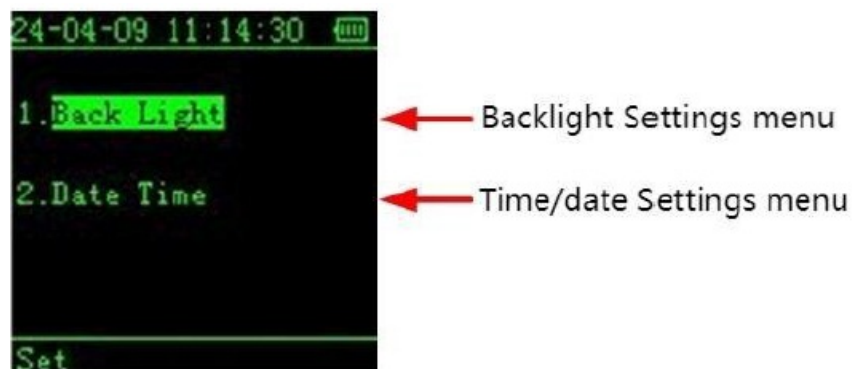 24-04-09 11:14:30
1.Back Light
Backlight Settings menu
2.Date Time
Time/date Settings menu
Set